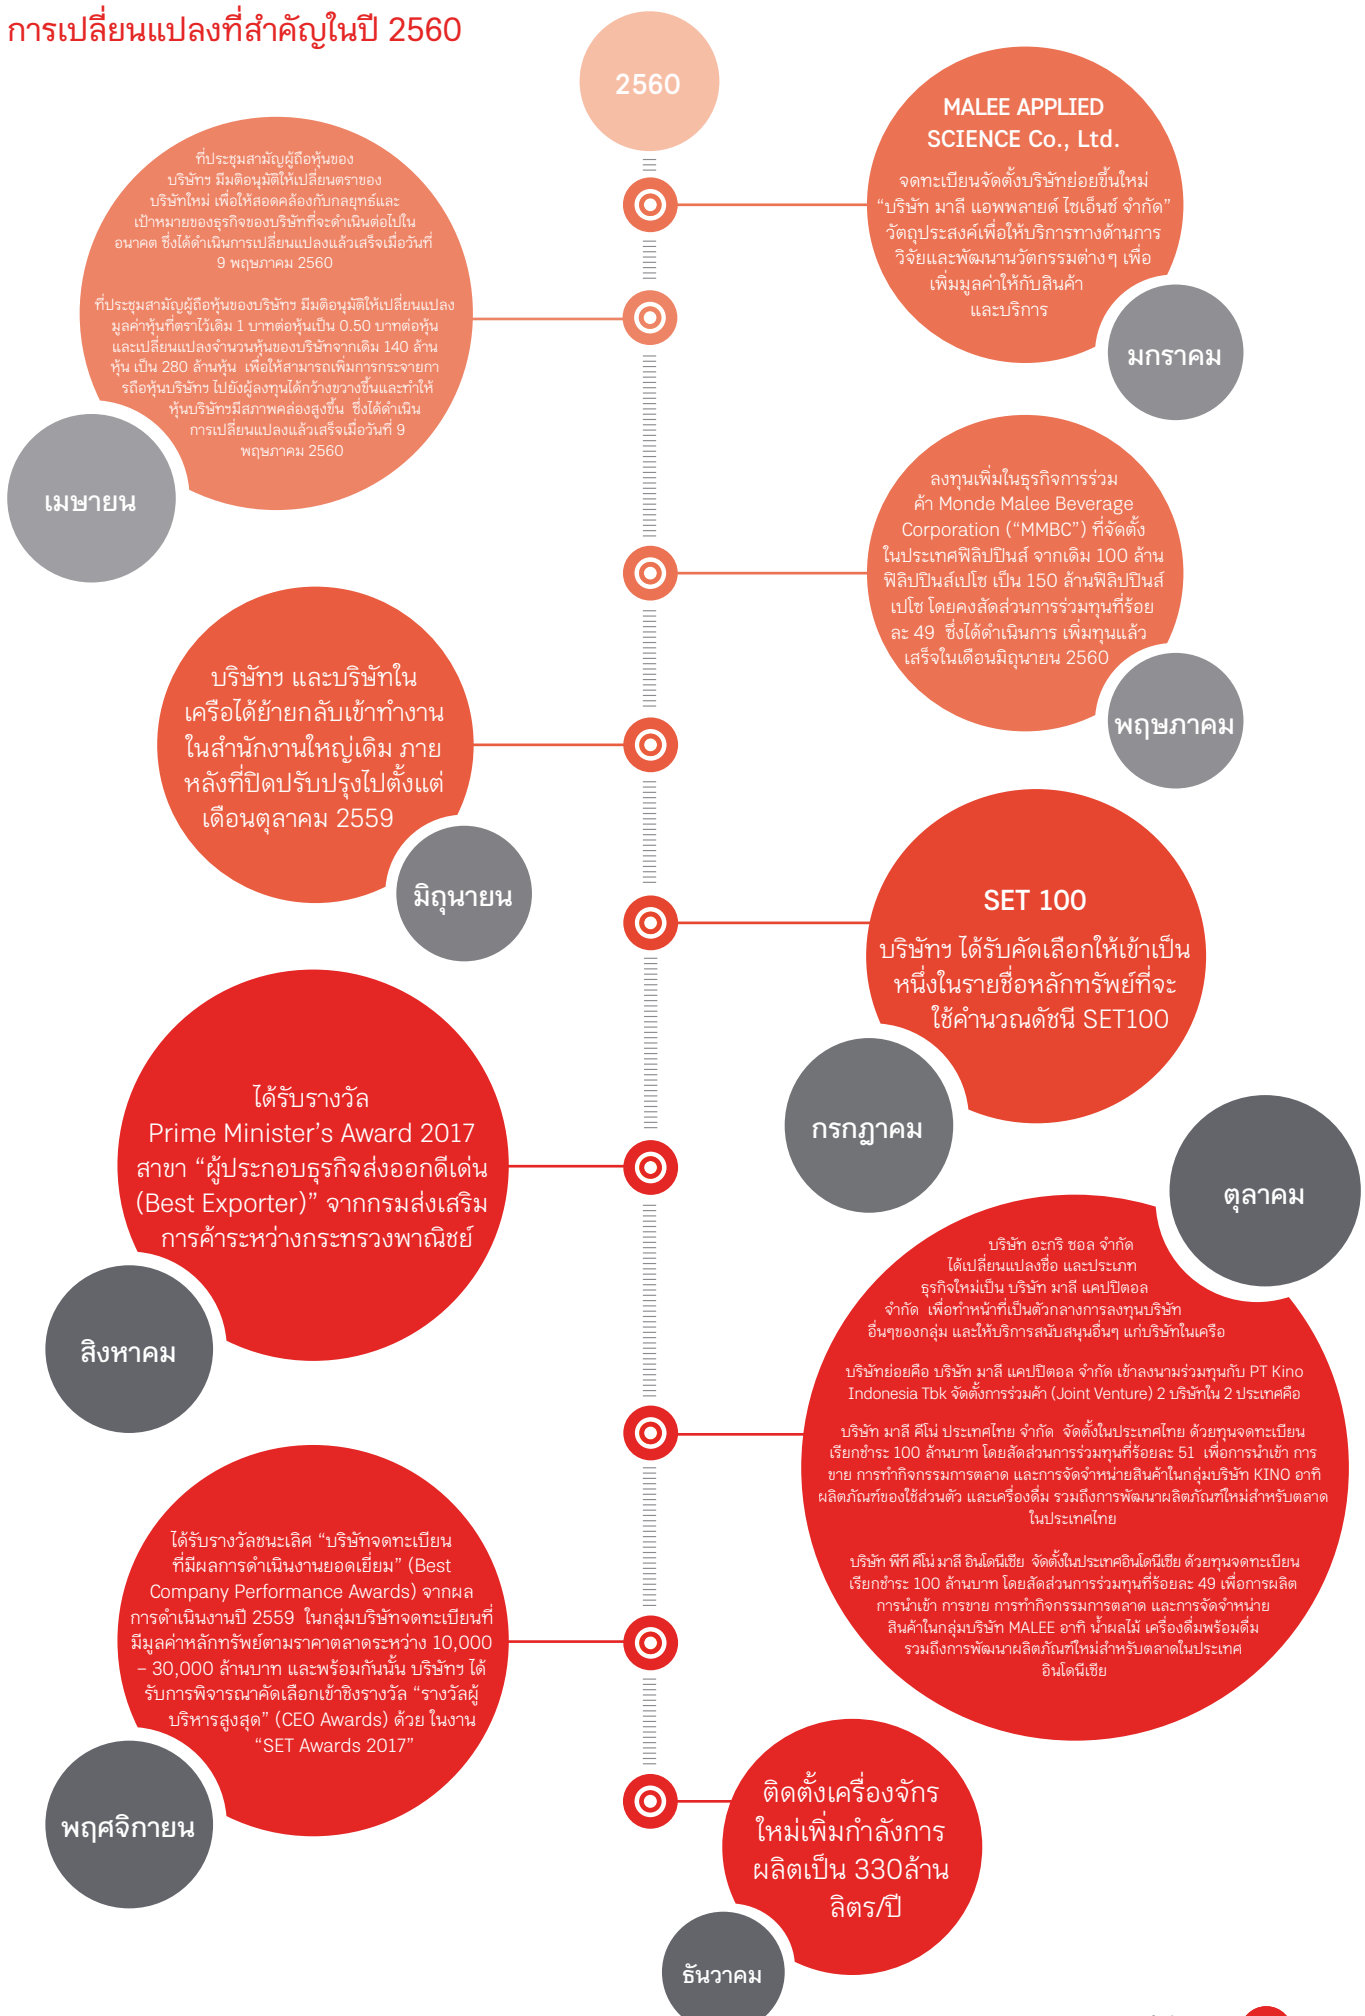 การเปลี่ยนแปลงที่สำคัญในปี 2560
2560
MALEE APPLIED
SCIENCE Co., Ltd.
จดทะเบียนจัดตั้งบริษัทย่อยขึ้นใหม่
“บริษัท มาลี แอพพลายด์ ไซเอ็นซ์ จำกัด”
วัตถุประสงค์เพื่อให้บริการทางด้านการ
วิจัยและพัฒนานวัตกรรมต่างๆ เพื่อ
เพิ่มมูลค่าให้กับสินค้า
และบริการ
มกราคม
ที่ประชุมสามัญผู้ถือหุ้นของ
บริษัทฯ มีมติอนุมัติให้เปลี่ยนตราของ
บริษัทใหม่ เพื่อให้สอดคล้องกับกลยุทธ์และ
เป้าหมายของธุรกิจของบริษัทที่จะดำเนินต่อไปใน
อนาคต ซึ่งได้ดำเนินการเปลี่ยนแปลงแล้วเสร็จเมื่อวันที่
9 พฤษภาคม 2560
ที่ประชุมสามัญผู้ถือหุ้นของบริษัทฯ มีมติอนุมัติให้เปลี่ยนแปลง
มูลค่าหุ้นที่ตราไว้เดิม 1 บาทต่อหุ้นเป็น 0.50 บาทต่อหุ้น
และเปลี่ยนแปลงจำนวนหุ้นของบริษัทจากเดิม 140 ล้าน
หุ้น เป็น 280 ล้านหุ้น เพื่อให้สามารถเพิ่มการกระจายกา
รถือหุ้นบริษัทฯ ไปยังผู้ลงทุนได้กว้างขวางขึ้นและทำให้
หุ้นบริษัทฯมีสภาพคล่องสูงขึ้น ซึ่งได้ดำเนิน
การเปลี่ยนแปลงแล้วเสร็จเมื่อวันที่ 9
พฤษภาคม 2560
เมษายน
ลงทุนเพิ่มในธุรกิจการร่วม
ค้า Monde Malee Beverage
Corporation (“MMBC”) ที่จัดตั้ง
ในประเทศฟิลิปปินส์ จากเดิม 100 ล้าน
ฟิลิปปินส์เปโซ เป็น 150 ล้านฟิลิปปินส์
เปโซ โดยคงสัดส่วนการร่วมทุนที่ร้อย
ละ 49 ซึ่งได้ดำเนินการ เพิ่มทุนแล้ว
เสร็จในเดือนมิถุนายน 2560
พฤษภาคม
บริษัทฯ และบริษัทใน
เครือได้ย้ายกลับเข้าทำงาน
ในสำนักงานใหญ่เดิม ภาย
หลังที่ปิดปรับปรุงไปตั้งแต่
เดือนตุลาคม 2559
มิถุนายน
SET 100
บริษัทฯ ได้รับคัดเลือกให้เข้าเป็น
หนึ่งในรายชื่อหลักทรัพย์ที่จะ
ใช้คำนวณดัชนี SET100
กรกฎาคม
ได้รับรางวัล
Prime Minister’s Award 2017
สาขา “ผู้ประกอบธุรกิจส่งออกดีเด่น
(Best Exporter)” จากกรมส่งเสริม
การค้าระหว่างกระทรวงพาณิชย์
สิงหาคม
ตุลาคม
บริษัท อะกริ ซอล จำกัด
ได้เปลี่ยนแปลงชื่อ และประเภท
ธุรกิจใหม่เป็น บริษัท มาลี แคปปิตอล
จำกัด เพื่อทำหน้าที่เป็นตัวกลางการลงทุนบริษัท
อื่นๆของกลุ่ม และให้บริการสนับสนุนอื่นๆ แก่บริษัทในเครือ
บริษัทย่อยคือ บริษัท มาลี แคปปิตอล จำกัด เข้าลงนามร่วมทุนกับ PT Kino
Indonesia Tbk จัดตั้งการร่วมค้า (Joint Venture) 2 บริษัทใน 2 ประเทศคือ
บริษัท มาลี คีโน่ ประเทศไทย จำกัด จัดตั้งในประเทศไทย ด้วยทุนจดทะเบียน
เรียกชำระ 100 ล้านบาท โดยสัดส่วนการร่วมทุนที่ร้อยละ 51 เพื่อการนำเข้า การ
ขาย การทำกิจกรรมการตลาด และการจัดจำหน่ายสินค้าในกลุ่มบริษัท KINO อาทิ
ผลิตภัณฑ์ของใช้ส่วนตัว และเครื่องดื่ม รวมถึงการพัฒนาผลิตภัณฑ์ใหม่สำหรับตลาด
ในประเทศไทย
บริษัท พีที คีโน่ มาลี อินโดนีเซีย จัดตั้งในประเทศอินโดนีเซีย ด้วยทุนจดทะเบียน
เรียกชำระ 100 ล้านบาท โดยสัดส่วนการร่วมทุนที่ร้อยละ 49 เพื่อการผลิต
การนำเข้า การขาย การทำกิจกรรมการตลาด และการจัดจำหน่าย
สินค้าในกลุ่มบริษัท MALEE อาทิ น้ำผลไม้ เครื่องดื่มพร้อมดื่ม
รวมถึงการพัฒนาผลิตภัณฑ์ใหม่สำหรับตลาดในประเทศ
อินโดนีเซีย
ได้รับรางวัลชนะเลิศ “บริษัทจดทะเบียน
ที่มีผลการดำเนินงานยอดเยี่ยม” (Best
Company Performance Awards) จากผล
การดำเนินงานปี 2559 ในกลุ่มบริษัทจดทะเบียนที่
มีมูลค่าหลักทรัพย์ตามราคาตลาดระหว่าง 10,000
– 30,000 ล้านบาท และพร้อมกันนั้น บริษัทฯ ได้
รับการพิจารณาคัดเลือกเข้าชิงรางวัล “รางวัลผู้
บริหารสูงสุด” (CEO Awards) ด้วย ในงาน
“SET Awards 2017”
พฤศจิกายน
ติดตั้งเครื่องจักร
ใหม่เพิ่มกำลังการ
ผลิตเป็น 330ล้าน
ลิตร/ปี
ธันวาคม